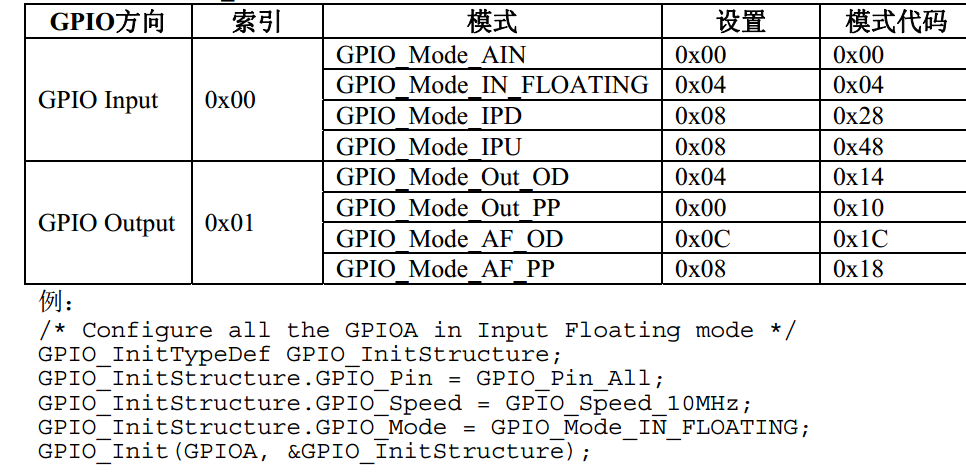 GPIO方向 索引 模式 设置 模式代码
GPIO Input 0x00 GPIO_Mode_AIN 0x00 0x00
GPIO_Mode_IN_FLOATING 0x04 0x04
GPIO_Mode_IPD 0x08 0x28
GPIO_Mode_IPU 0x08 0x48
GPIO Output 0x01 GPIO_Mode_Out_OD 0x04 0x14
GPIO_Mode_Out_PP 0x00 0x10
GPIO_Mode_AF_OD 0x0C 0x1C
GPIO_Mode_AF_PP 0x08 0x18
例:
/* Configure all the GPIOA in Input Floating mode */
GPIO_InitTypeDef GPIO_InitStructure;
GPIO_InitStructure.GPIO_Pin = GPIO_Pin_All;
GPIO_InitStructure.GPIO_Speed = GPIO_Speed_10MHz;
GPIO_InitStructure.GPIO_Mode = GPIO_Mode_IN_FLOATING;
GPIO_Init(GPIOA, &GPIO_InitStructure);